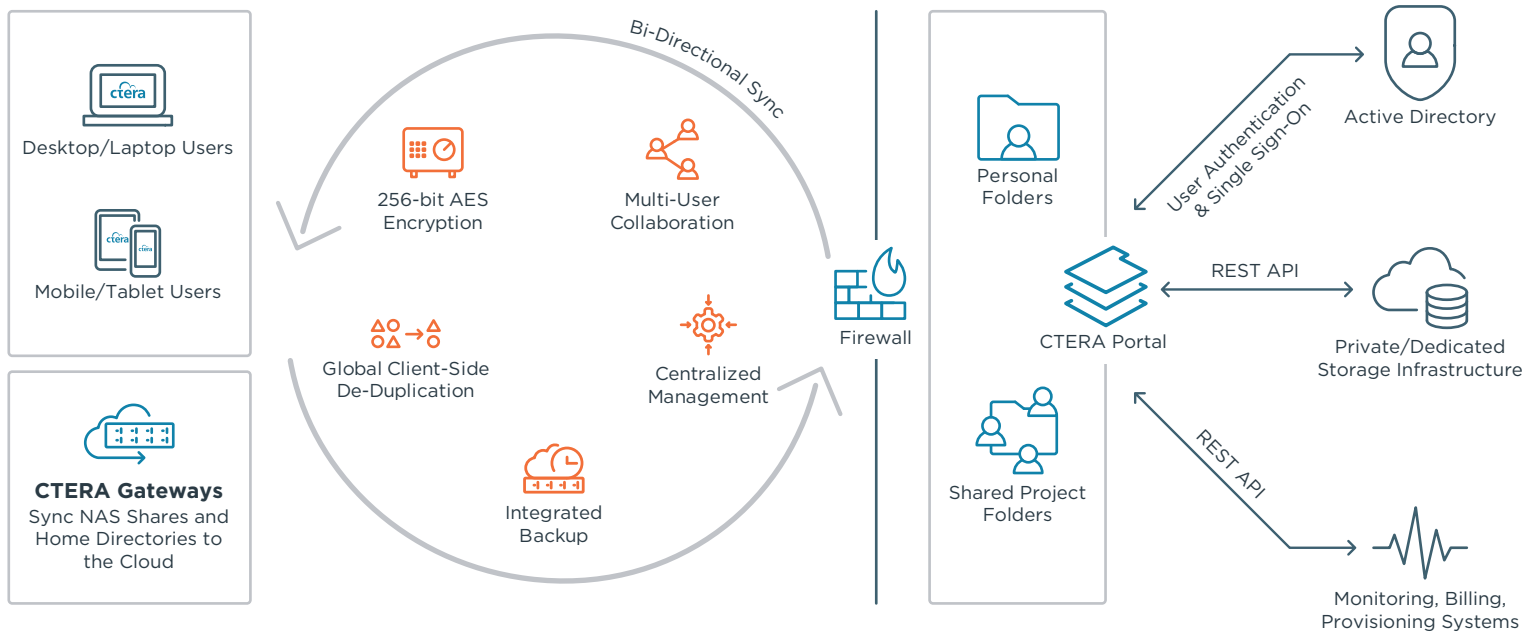 ctera
Desktop/Laptop Users
ctera
ctera
Mobile/Tablet Users
CTERA Gateways
Sync NAS Shares and
Home Directories to
the Cloud
Bi-Directional Sync
256-bit AES
Encryption
Multi-User
Collaboration
Global Client-Side
De-Duplication
Centralized
Management
Integrated
Backup
Firewall
Personal
Folders
CTERA Portal
Shared Project
Folders
User Authentication
& Single Sign-On
Active Directory
REST API
Private/Dedicated
Storage Infrastructure
REST API
Monitoring, Billing,
Provisioning Systems